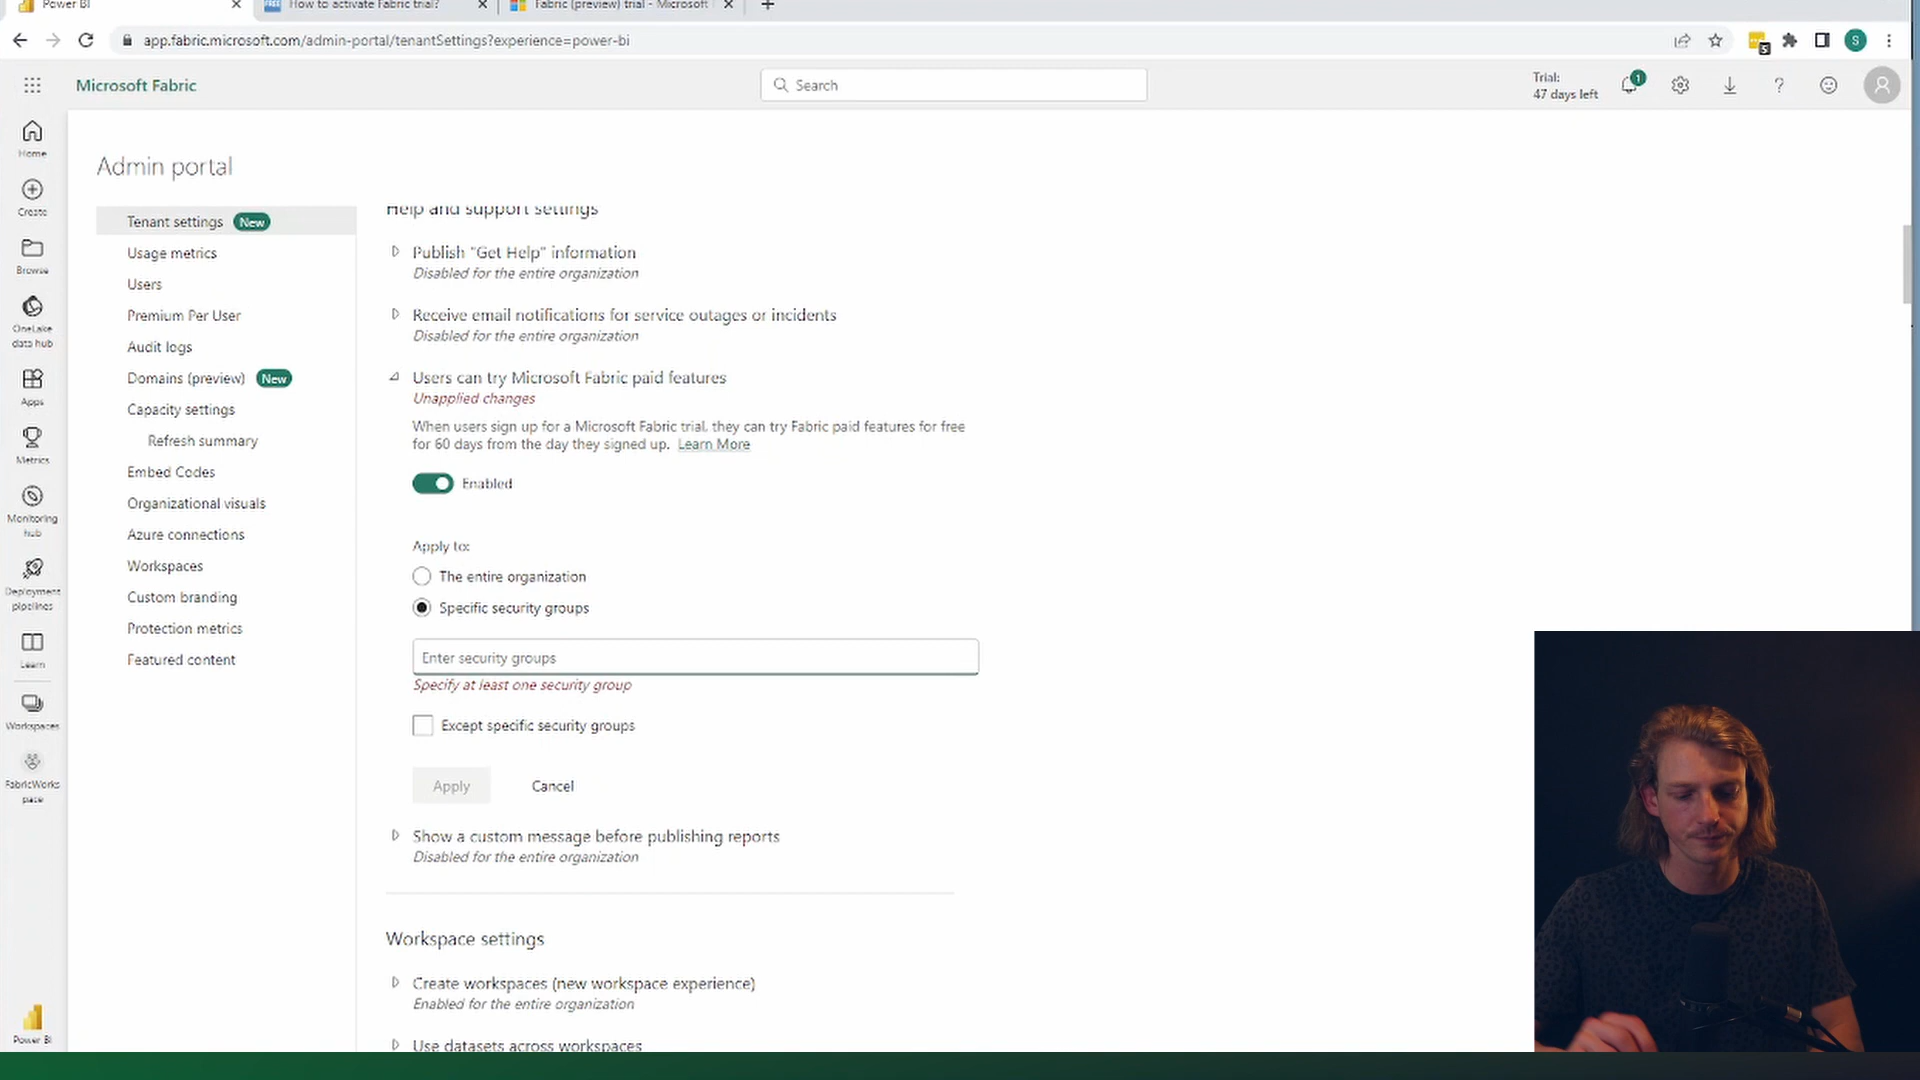 Power BI
How to activate Fabric trial?
Fabric (preview) trial - Microsoft
app.fabric.microsoft.com/admin-portal/tenantSettings?experience=power-bi
5
S
Microsoft Fabric
Search
Trial:
47 days left
1
Home
Create
Browse
OneLake
data hub
Apps
Metrics
Monitoring
hub
Deployment
pipelines
Learn
Workspaces
FabricWorks
pace
Power BI
Admin portal
Tenant settings New
Usage metrics
Users
Premium Per User
Audit logs
Domains (preview) New
Capacity settings
Refresh summary
Embed Codes
Organizational visuals
Azure connections
Workspaces
Custom branding
Protection metrics
Featured content
Help and support settings
Publish "Get Help" information
Disabled for the entire organization
Receive email notifications for service outages or incidents
Disabled for the entire organization
Users can try Microsoft Fabric paid features
Unapplied changes
When users sign up for a Microsoft Fabric trial, they can try Fabric paid features for free
for 60 days from the day they signed up. Learn More
Enabled
Apply to:
The entire organization
Specific security groups
Enter security groups
Specify at least one security group
Except specific security groups
Apply
Cancel
Show a custom message before publishing reports
Disabled for the entire organization
Workspace settings
Create workspaces (new workspace experience)
Enabled for the entire organization
Use datasets across workspaces